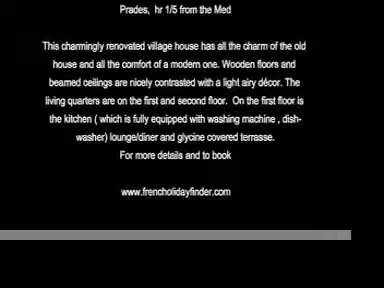 Prades, hr 1/5 from the Med
This charmingly renovated village house has all the charm of the old
house and all the comfort of a modern one. Wooden floors and
beamed ceilings are nicely contrasted with a light airy décor. The
living quarters are on the first and second floor. On the first floor is
the kitchen ( which is fully equipped with washing machine , dish-
washer) lounge/diner and glycine covered terrasse.
For more details and to book
www.frencholidayfinder.com